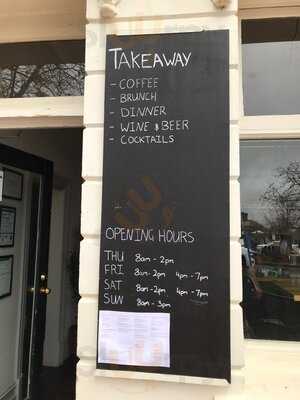 TAKEAWAY
- COFFEE
- BRUNCH
- DINNER
- WINE & BEER
- COCKTAILS
OPENING HOURS
THU 8am - 2pm
FRI 8am - 2pm 4pm - 7pm
SAT 8am - 2pm 4pm - 7pm
SUN 8am - 3pm